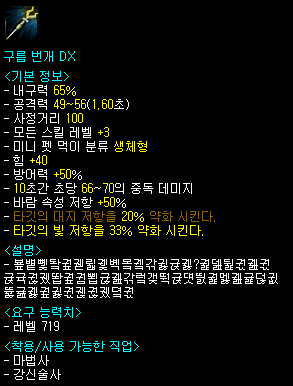 구름 번개 DX
<기본 정보>
- 내구력 65%
- 공격력 49~56(1.60초)
- 사정거리 100
- 모든 스킬 레벨 +3
- 미니 펫 먹이 분류 생체형
- 힘 +40
- 방어력 +50%
- 10초간 초당 66~70의 중독 데미지
- 바람 속성 저항 +50%
- 타깃의 대지 저항을 20% 약화 시킨다.
- 타깃의 빛 저항을 33% 약화 시킨다.
<설명>
<요구 능력치>
- 레벨 719
<착용/사용 가능한 직업>
- 마법사
- 강신술사